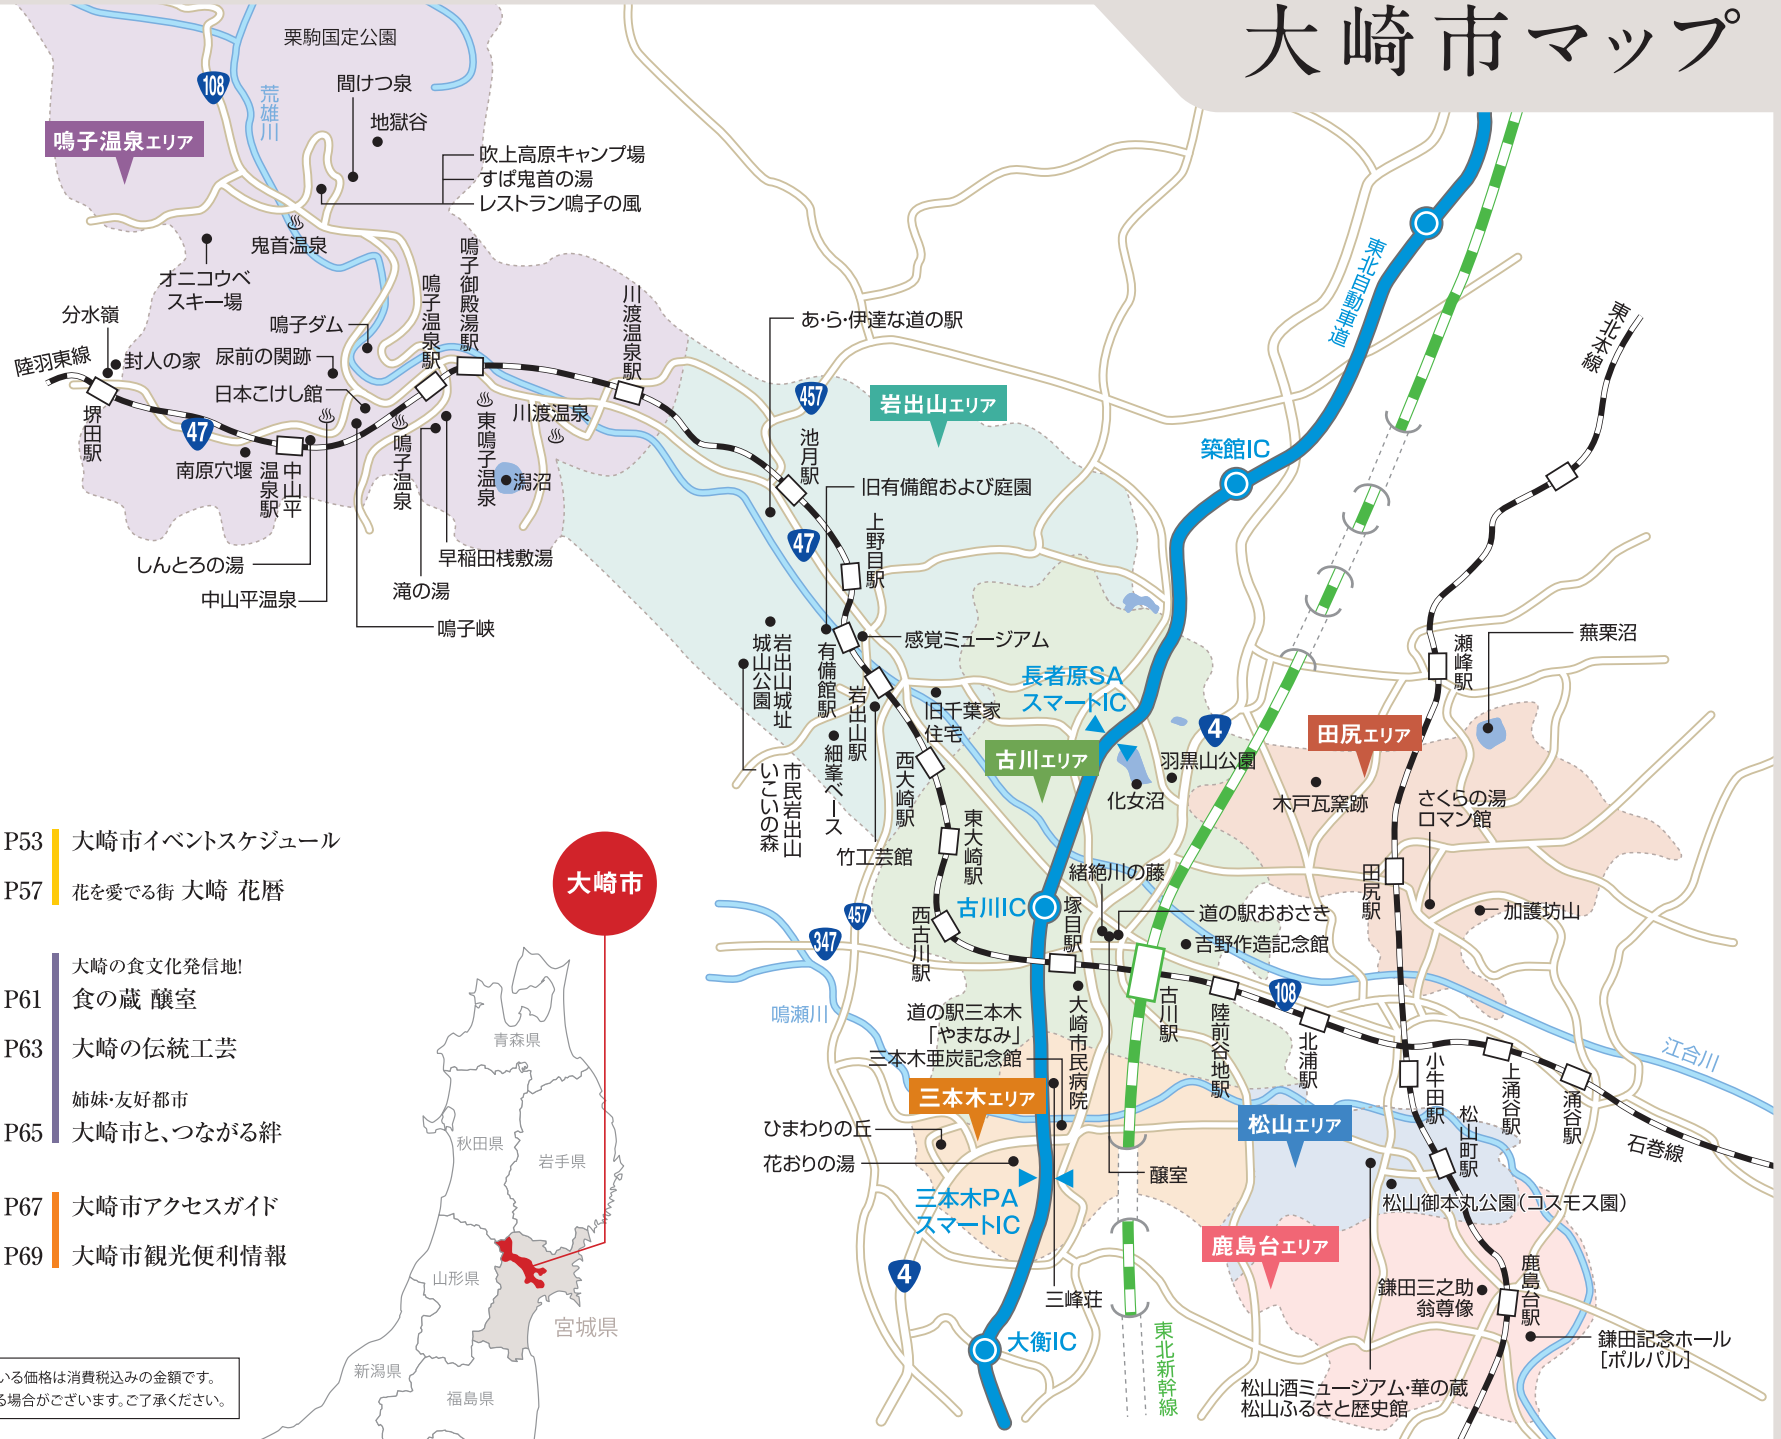 大崎市マップ
栗駒国定公園
108
荒雄川
間けつ泉
地獄谷
鳴子温泉エリア
吹上高原キャンプ場
すぱ鬼首の湯
レストラン鳴子の風
鬼首温泉
オニコウベ
スキー場
鳴子御殿湯駅
鳴子温泉駅
川渡温泉駅
分水嶺
鳴子ダム
陸羽東線
封人の家
尿前の関跡
日本こけし館
堺田駅
47
南原穴堰
中山平
温泉駅
鳴子温泉
東鳴子温泉
川渡温泉
潟沼
しんとろの湯
中山平温泉
滝の湯
早稲田桟敷湯
鳴子峡
あ・ら・伊達な道の駅
457
岩出山エリア
池月駅
旧有備館および庭園
47
上野目駅
築館IC
東北自動車道
東北本線
岩出山城址
城山公園
有備館駅
感覚ミュージアム
岩出山駅
旧千葉家
住宅
長者原SA
スマートIC
瀬峰駅
蕪栗沼
市民岩出山
いこいの森
細峯ベース
西大崎駅
古川エリア
4
田尻エリア
羽黒山公園
化女沼
木戸瓦窯跡
さくらの湯
ロマン館
竹工芸館
東大崎駅
緒絶川の藤
田尻駅
457
347
西古川駅
古川IC
塚目駅
道の駅おおさき
吉野作造記念館
加護坊山
鳴瀬川
道の駅三本木
「やまなみ」
三本木亜炭記念館
大崎市民病院
古川駅
陸前谷地駅
108
北浦駅
小牛田駅
上涌谷駅
涌谷駅
江合川
石巻線
三本木エリア
ひまわりの丘
花おりの湯
松山エリア
松山町駅
醸室
三本木PA
スマートIC
松山御本丸公園(コスモス園)
鹿島台エリア
4
三峰荘
鎌田三之助
翁尊像
鹿島台駅
大衡IC
東北新幹線
鎌田記念ホール
[ボルバル]
松山酒ミュージアム・華の蔵
松山ふるさと歴史館
P53 大崎市イベントスケジュール
P57 花を愛でる街 大崎 花暦
大崎の食文化発信地!
P61 食の蔵 醸室
P63 大崎の伝統工芸
姉妹・友好都市
P65 大崎市と、つながる絆
P67 大崎市アクセスガイド
P69 大崎市観光便利情報
大崎市
青森県
秋田県
岩手県
山形県
宮城県
新潟県
福島県
いる価格は消費税込みの金額です。
る場合がございます。ご了承ください。